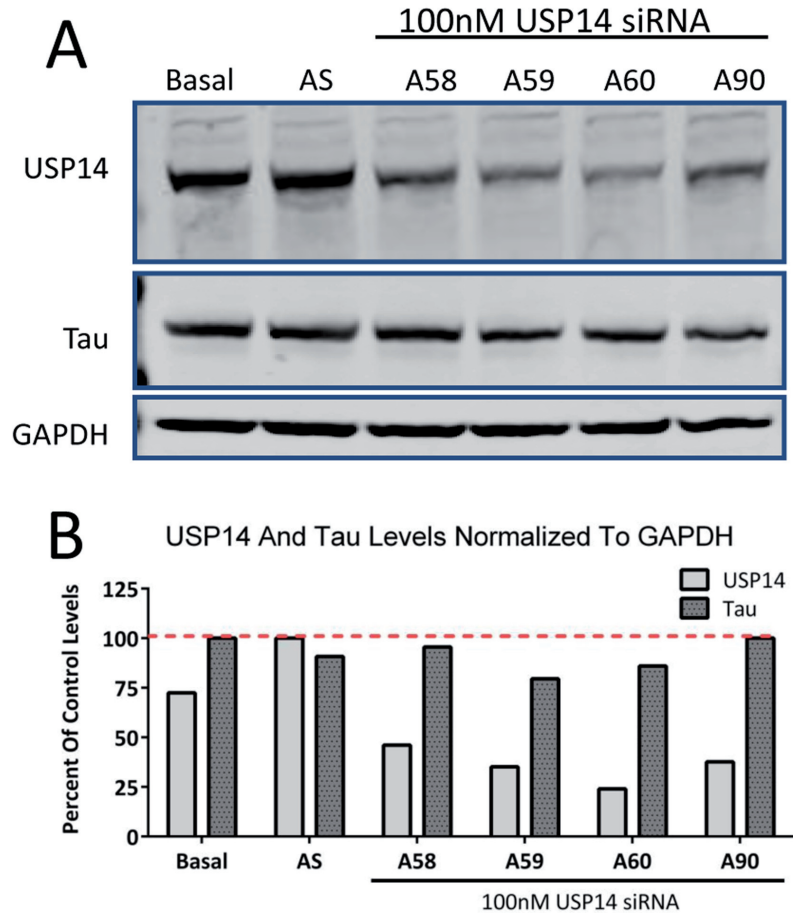 A
100nM USP14 siRNA
Basal AS A58 A59 A60 A90
USP14
Tau
GAPDH
B
USP14 And Tau Levels Normalized To GAPDH
USP14
Tau
Percent Of Control Levels
125
100
75
50
25
0
Basal AS A58 A59 A60 A90
100nM USP14 siRNA